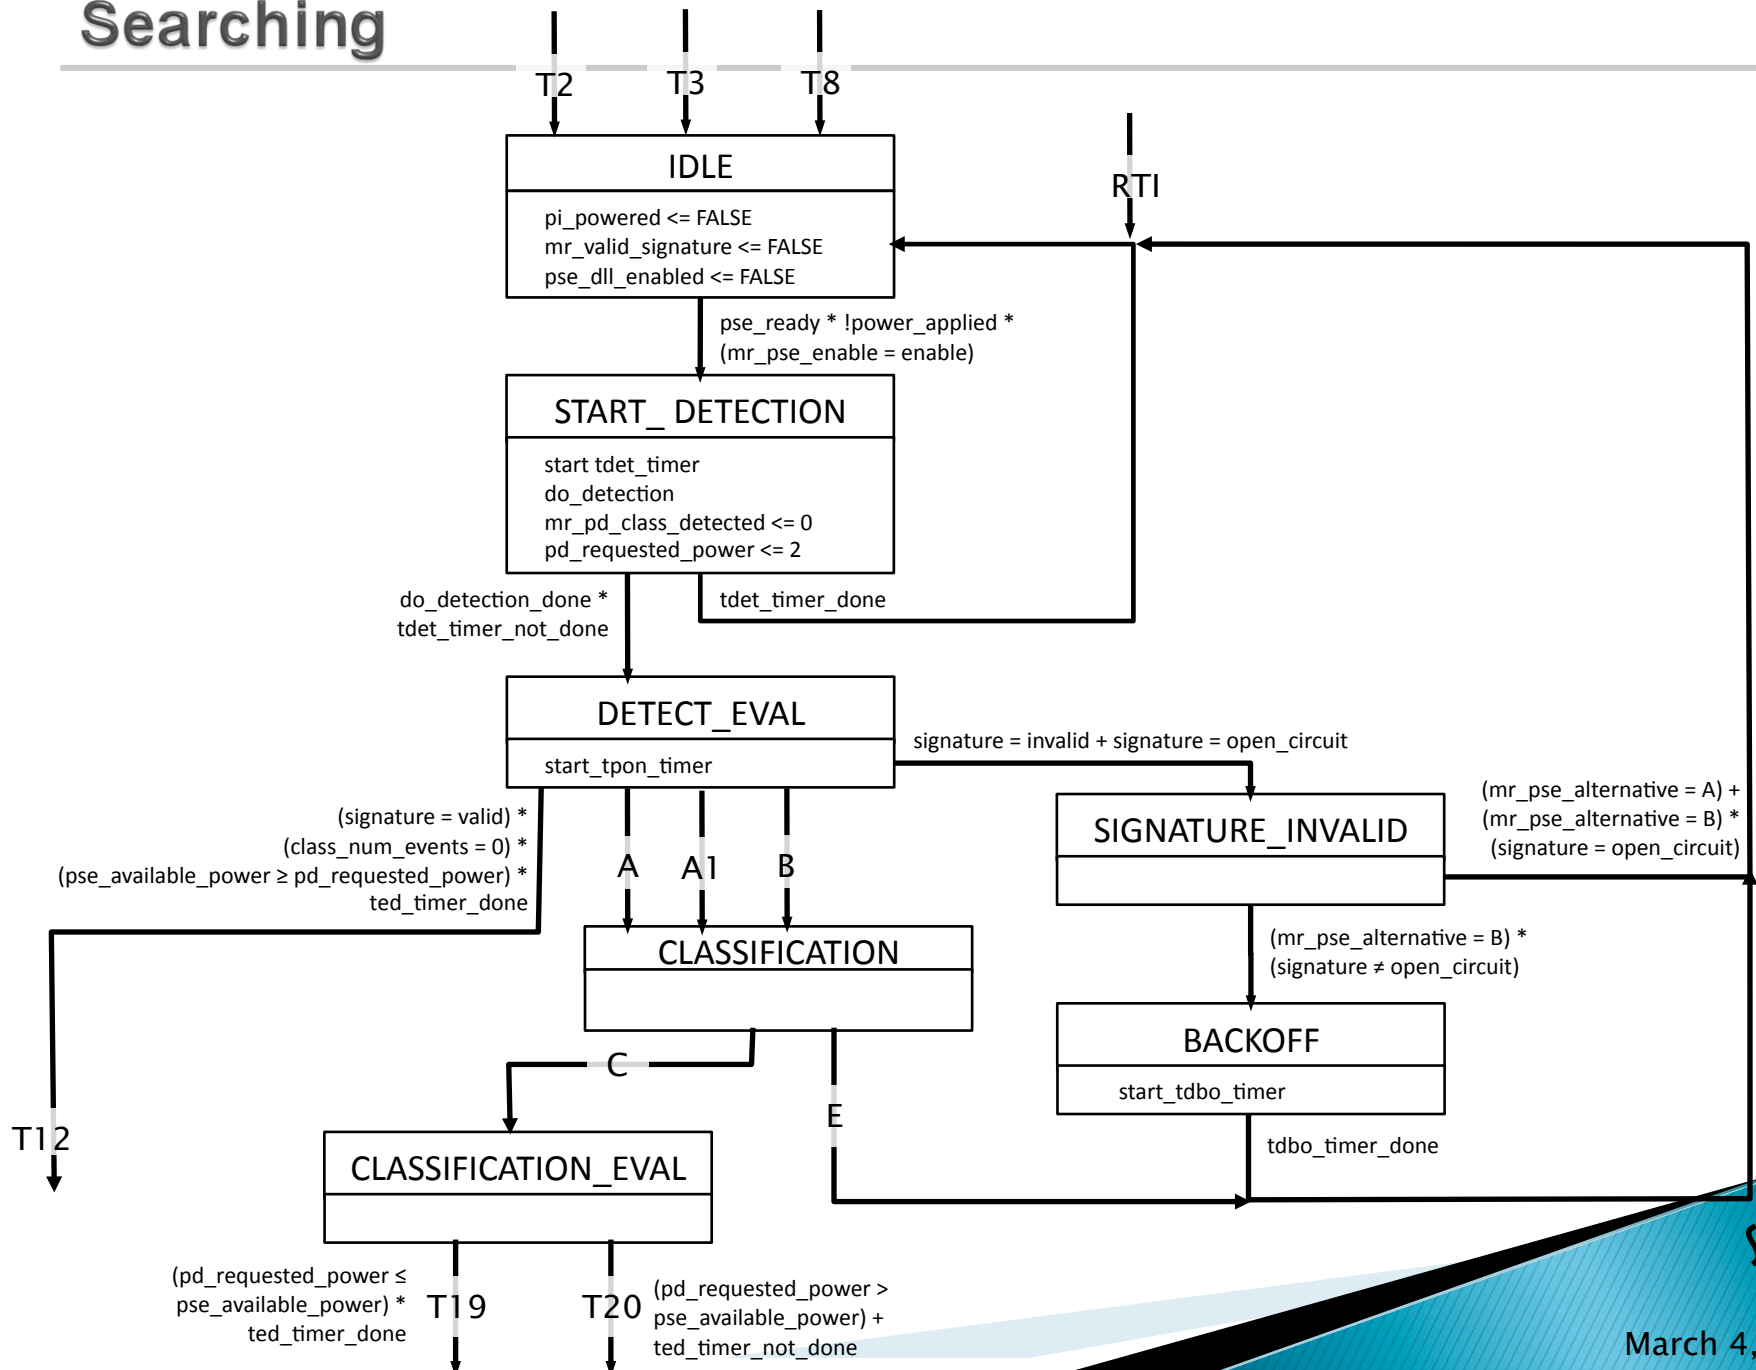 Searching
T2
T3
T8
IDLE
pi_powered <= FALSE
mr_valid_signature <= FALSE
pse_dll_enabled <= FALSE
RTI
pse_ready * !power_applied *
(mr_pse_enable = enable)
START_ DETECTION
start tdet_timer
do_detection
mr_pd_class_detected <= 0
pd_requested_power <= 2
do_detection_done *
tdet_timer_not_done
tdet_timer_done
DETECT_EVAL
start_tpon_timer
signature = invalid + signature = open_circuit
(signature = valid) *
(class_num_events = 0) *
(pse_available_power ≥ pd_requested_power) *
ted_timer_done
A
A1
B
SIGNATURE_INVALID
(mr_pse_alternative = A) +
(mr_pse_alternative = B) *
(signature = open_circuit)
CLASSIFICATION
(mr_pse_alternative = B) *
(signature ≠ open_circuit)
BACKOFF
start_tdbo_timer
C
E
tdbo_timer_done
T12
CLASSIFICATION_EVAL
(pd_requested_power ≤
pse_available_power) *
ted_timer_done
T19
T20
(pd_requested_power >
pse_available_power) +
ted_timer_not_done
March 4,